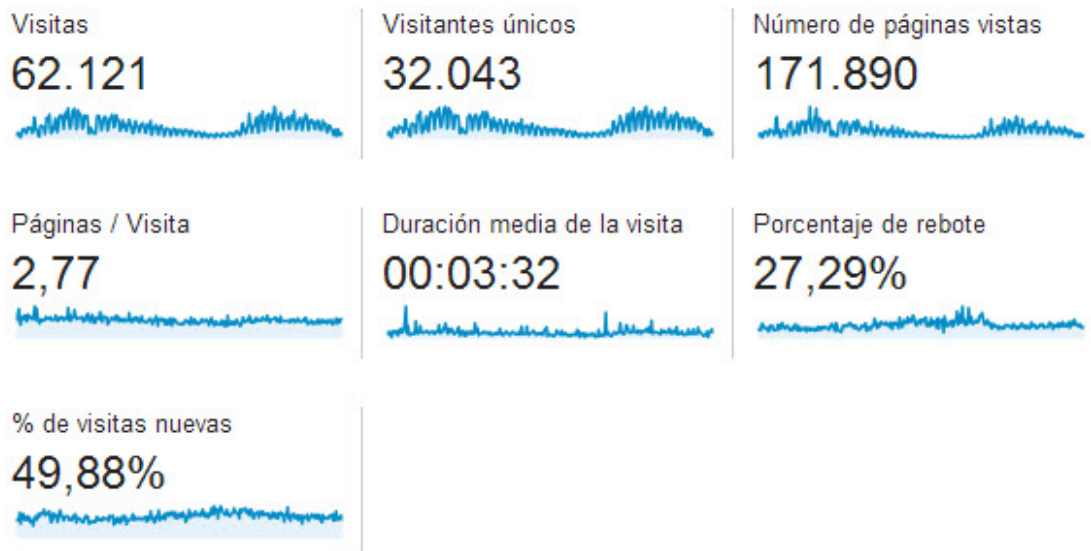 Visitas
62.121
Visitantes únicos
32.043
Número de páginas vistas
171.890
Páginas / Visita
2,77
Duración media de la visita
00:03:32
Porcentaje de rebote
27,29%
% de visitas nuevas
49,88%